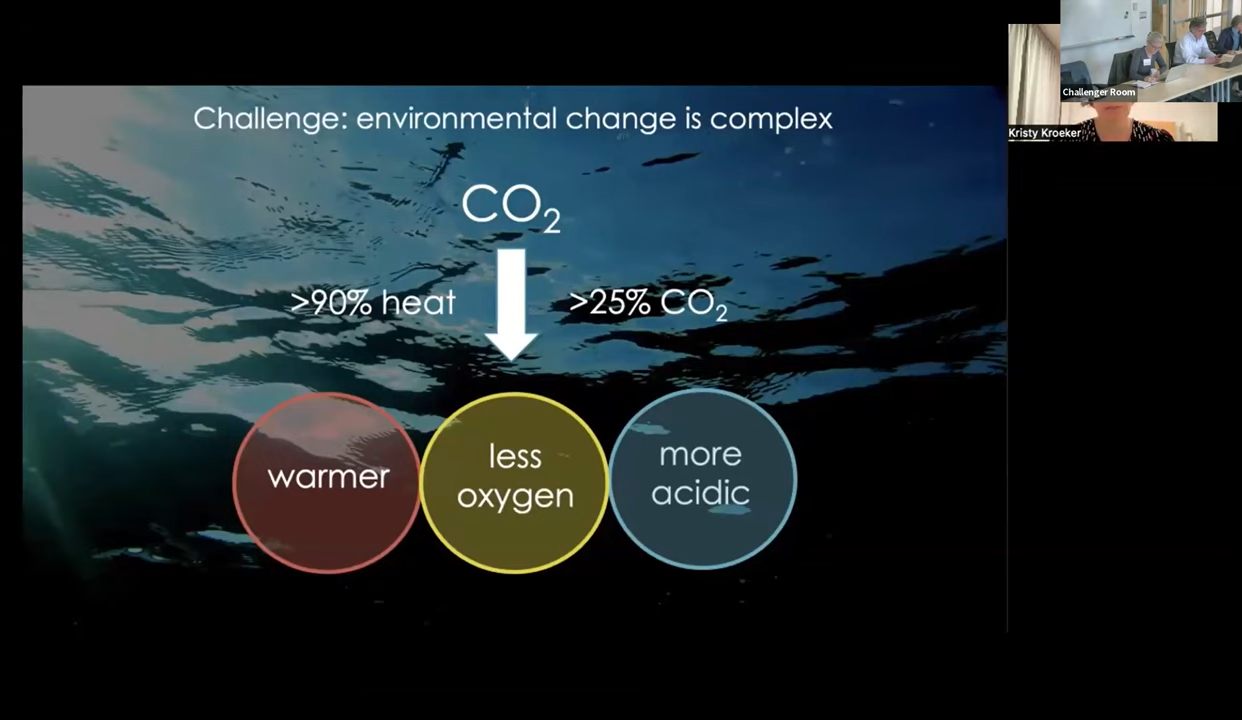 Challenge: environmental change is complex
CO₂
>90% heat
>25% CO₂
warmer
less
oxygen
more
acidic
Challenger Room
Kristy Kroeker